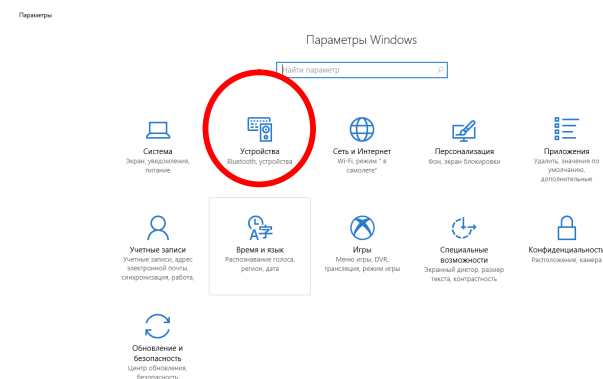 Параметры
Параметры Windows
Найти параметр
Система
Экран, уведомления,
питание
Устройства
Bluetooth, устройства
Сеть и Интернет
Wi-Fi, режим " в
самолете"
Персонализация
Фон, экран блокировки
Приложения
Удалить, значения по
умолчанию,
дополнительные
Учетные записи
Учетные записи, адрес
электронной почты,
синхронизация, работа,
Время и язык
Распознавание голоса,
регион, дата
Игры
Меню игры, DVR,
трансляция, режим игры
Специальные
возможности
Экранный диктор, размер
текста, контрастность
Конфиденциальность
Расположение, камера
Обновление и
безопасность
Центр обновления,
безопасность